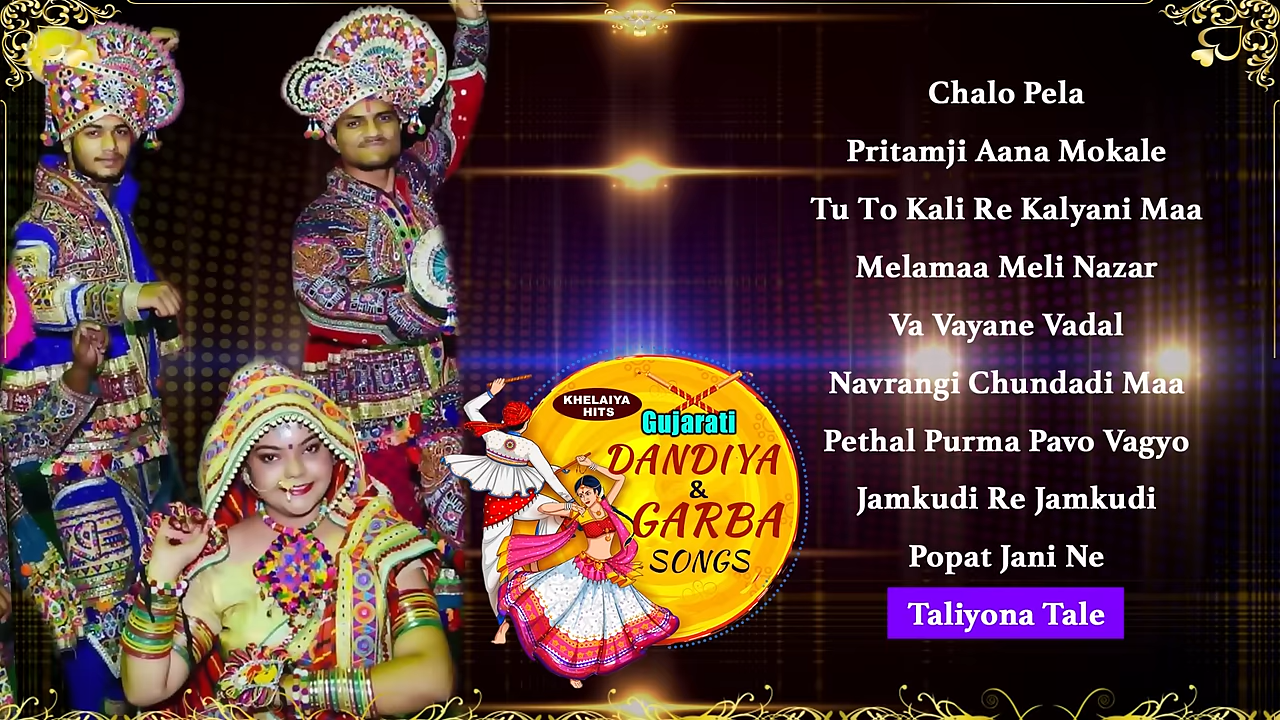 Chalo Pela
Pritamji Aana Mokale
Tu To Kali Re Kalyani Maa
Melamaa Meli Nazar
Va Vayane Vadal
Navrangi Chundadi Maa
Pethal Purma Pavo Vagyo
Jamkudi Re Jamkudi
Popat Jani Ne
Taliyona Tale
KHELAIYA
HITS
Gujarati
DANDIYA
&
GARBA
SONGS